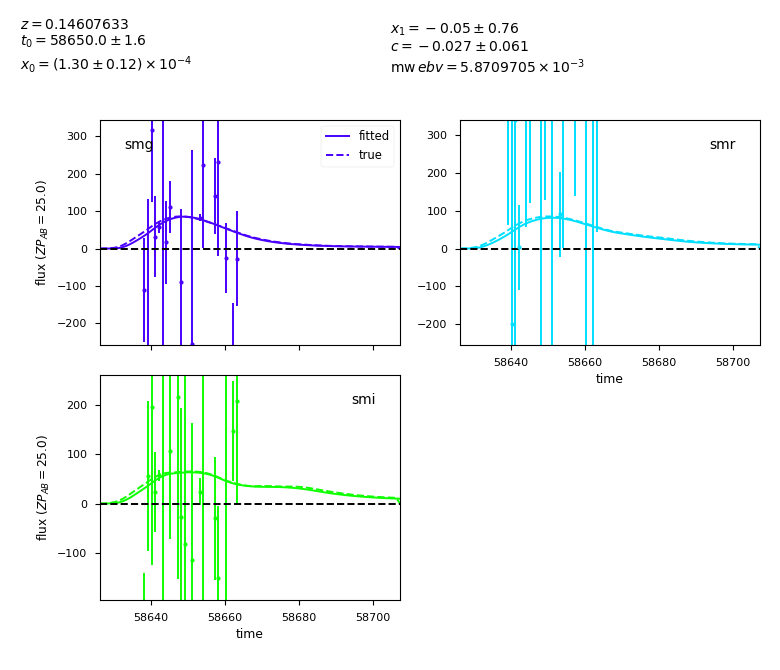 z = 0.14607633
t₀ = 58650.0 ± 1.6
x₀ = (1.30 ± 0.12) × 10⁻⁴
x₁ = −0.05 ± 0.76
c = −0.027 ± 0.061
mw ebv = 5.8709705 × 10⁻³
smg
fitted
true
300
200
100
0
−100
−200
flux (ZP_AB = 25.0)
smr
300
200
100
0
−100
−200
58640 58660 58680 58700
time
smi
200
100
0
−100
flux (ZP_AB = 25.0)
58640 58660 58680 58700
time